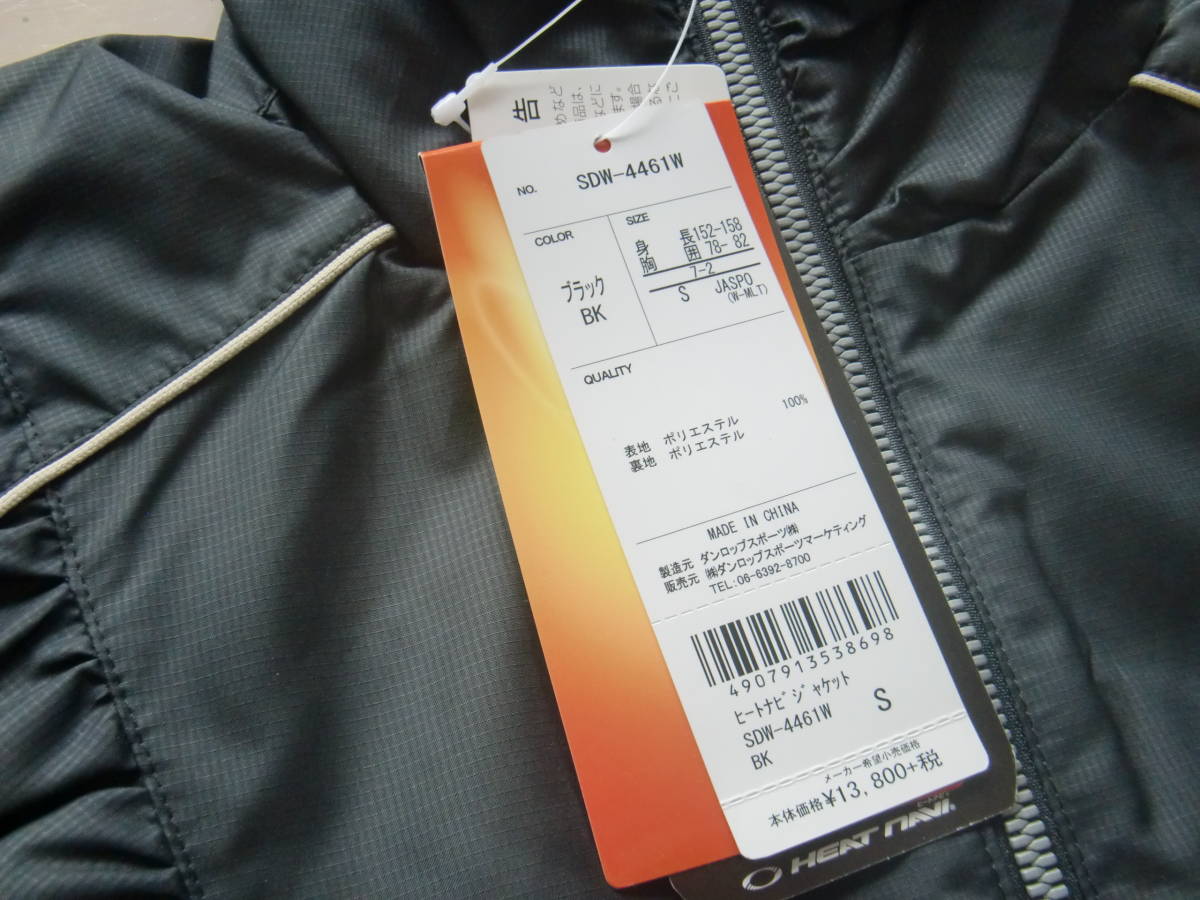 告
NO. SDW-4461W
COLOR
ブラック
BK
SIZE
身 長152-158
胸 囲 78- 82
7-2
S JASPO
(W-MLT)
QUALITY
100%
表地 ポリエステル
裏地 ポリエステル
MADE IN CHINA
製造元 ダンロップスポーツ㈱
販売元 ㈱ダンロップスポーツマーケティング
TEL:06-6392-8700
4907913538698
ヒートナビジャケット
SDW-4461W S
BK
メーカー希望小売価格
本体価格¥13,800+税
HEAT NAVI